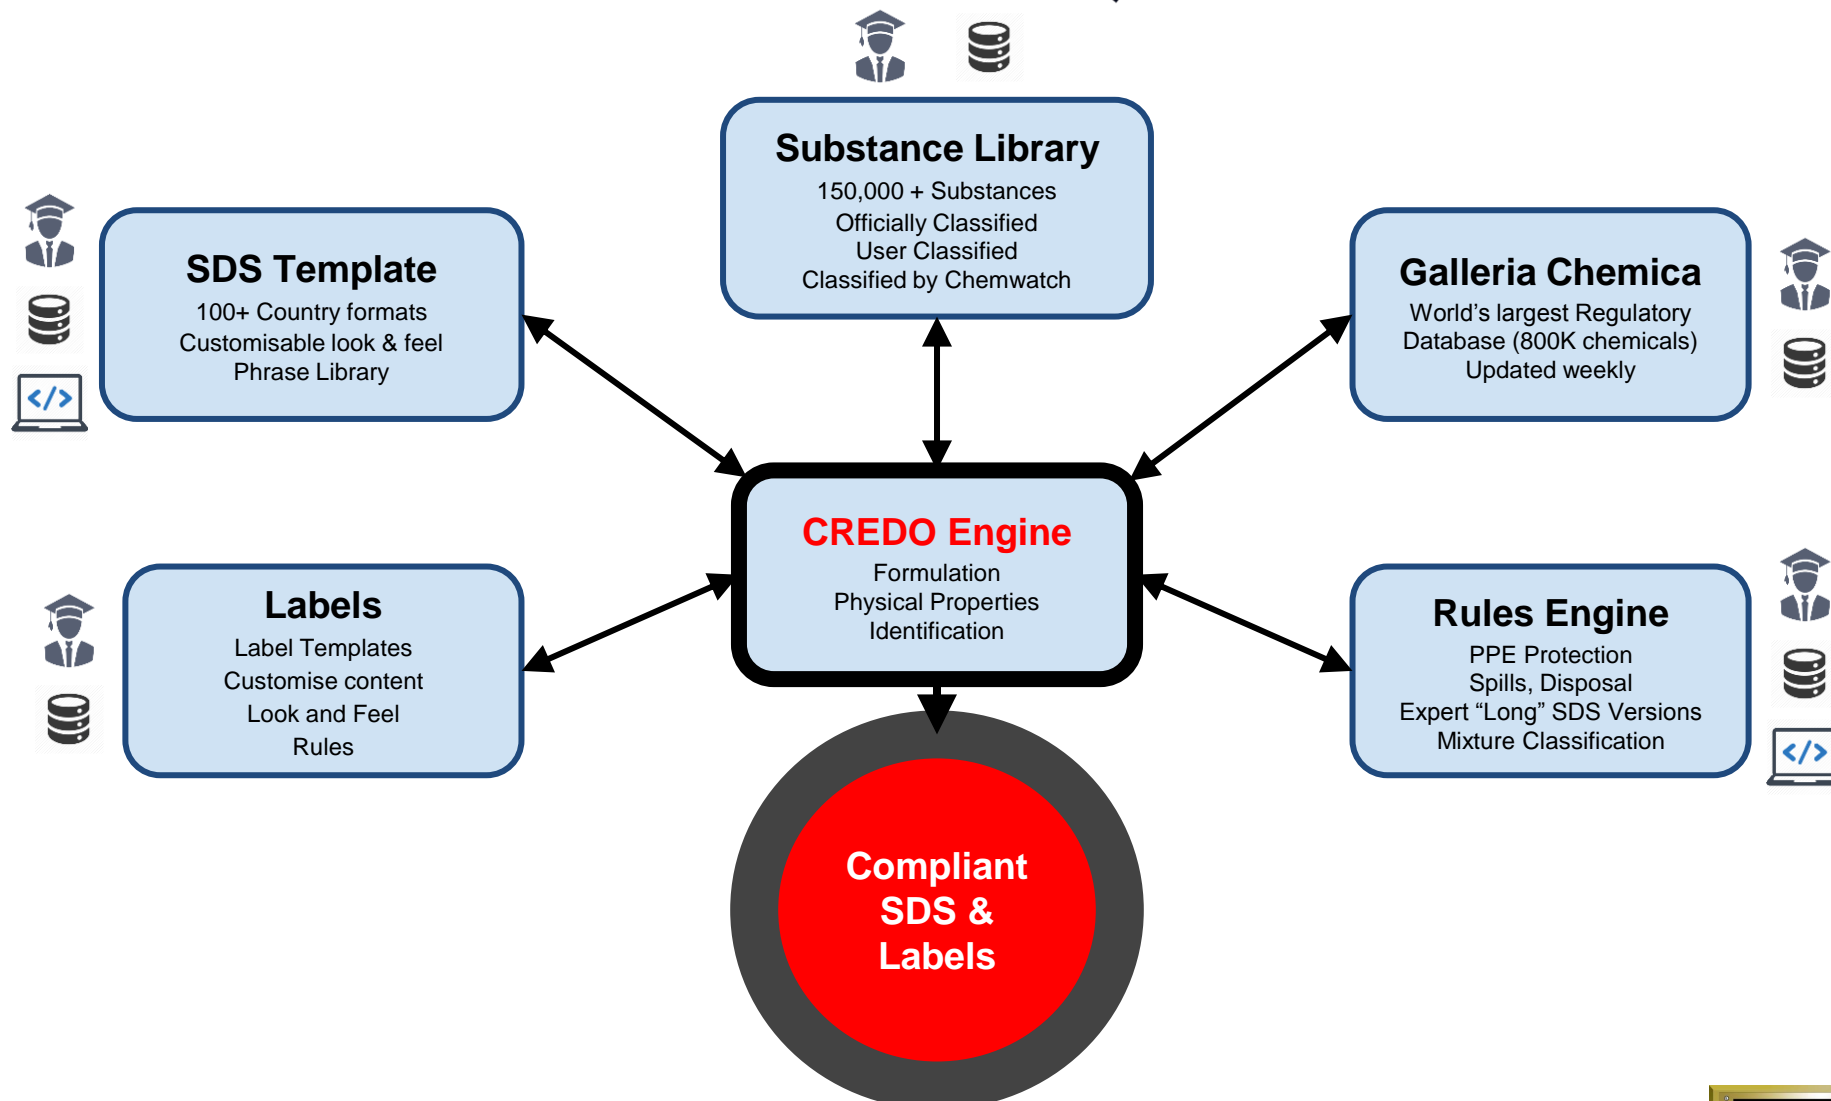 Substance Library
150,000 + Substances
Officially Classified
User Classified
Classified by Chemwatch
SDS Template
100+ Country formats
Customisable look & feel
Phrase Library
</>
Galleria Chemica
World’s largest Regulatory
Database (800K chemicals)
Updated weekly
CREDO Engine
Formulation
Physical Properties
Identification
Labels
Label Templates
Customise content
Look and Feel
Rules
Rules Engine
PPE Protection
Spills, Disposal
Expert “Long” SDS Versions
Mixture Classification
</>
Compliant
SDS &
Labels